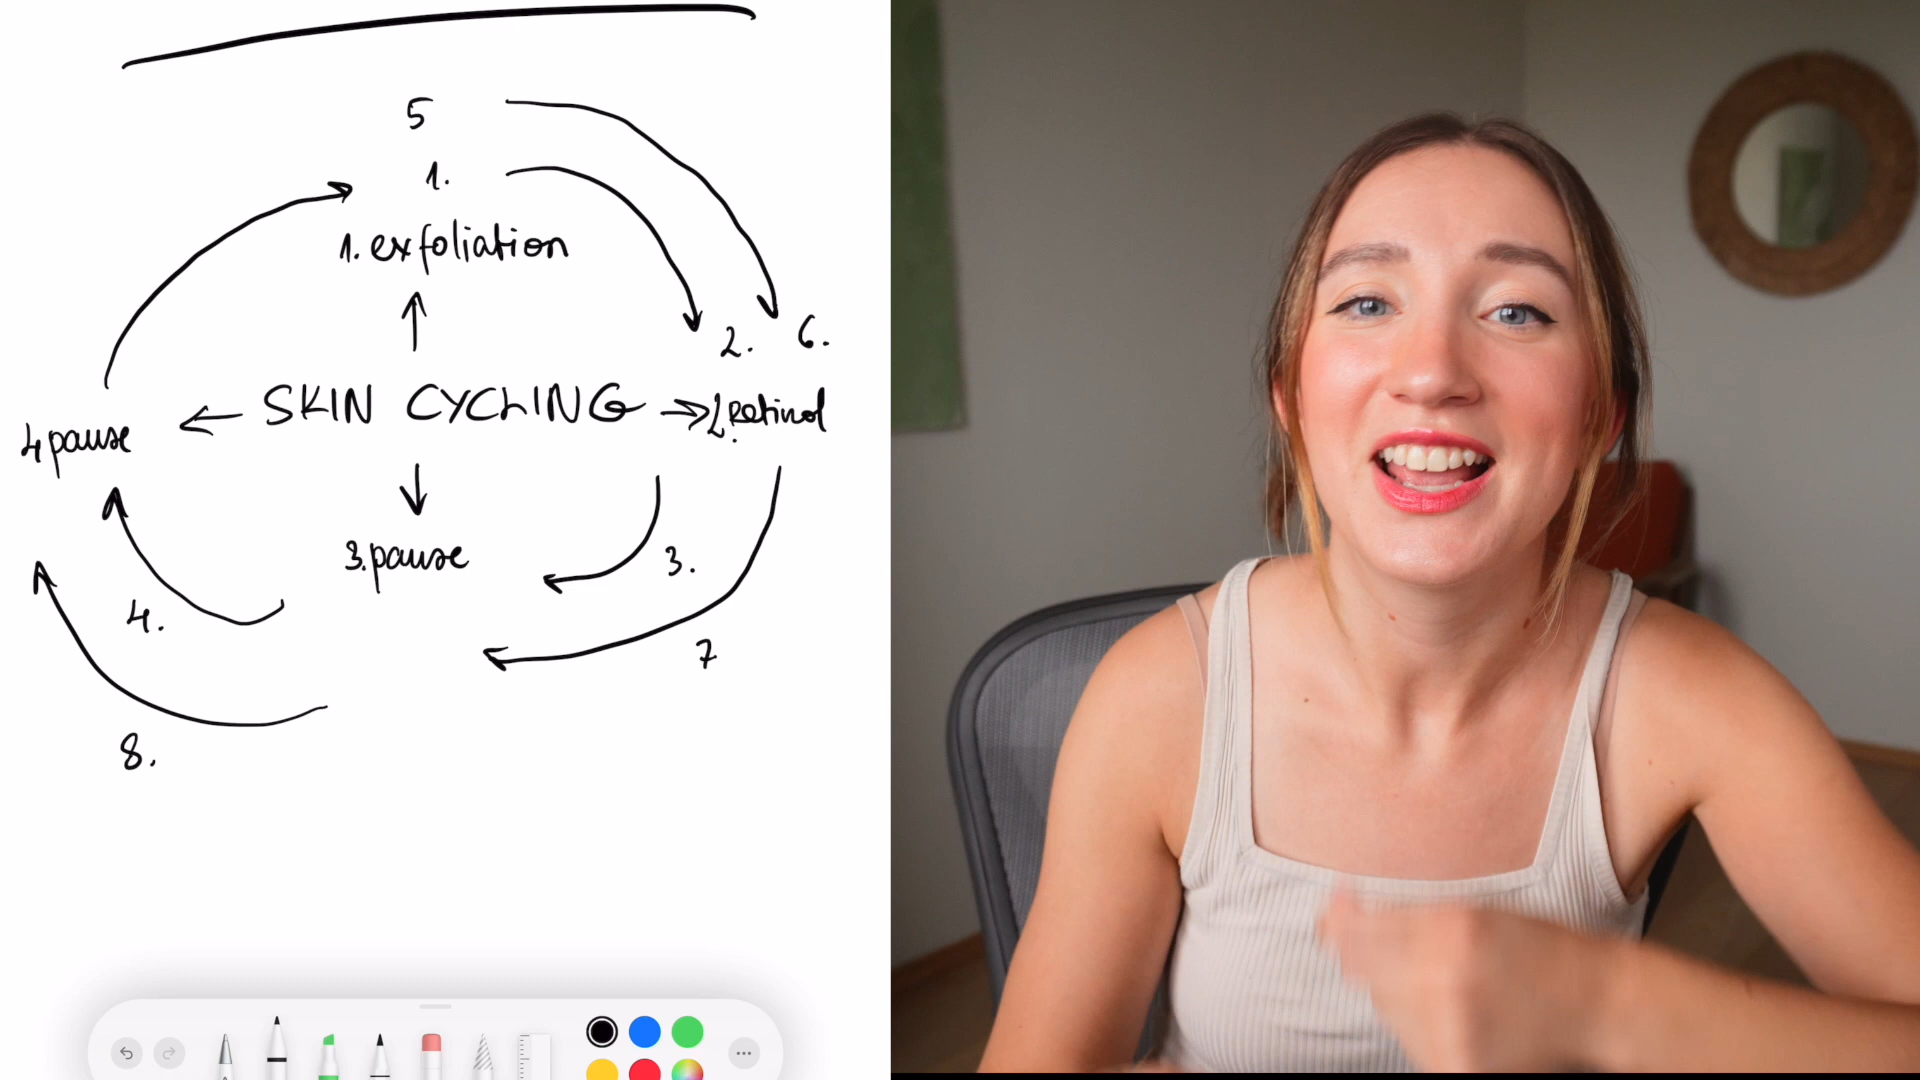 5
1.
1. exfoliation
2. 6.
SKIN CYCLING
2. Retinol
4 pause
3. pause
3.
4.
7
8.